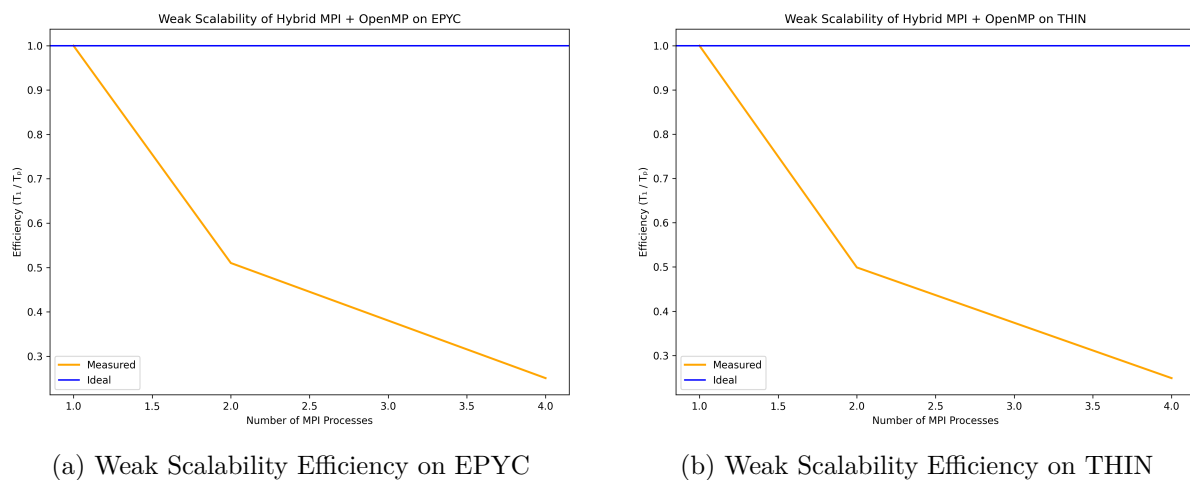 Weak Scalability of Hybrid MPI + OpenMP on EPYC
1.0
0.9
0.8
0.7
0.6
0.5
0.4
0.3
Efficiency (T₁ / Tₚ)
Measured
Ideal
1.0 1.5 2.0 2.5 3.0 3.5 4.0
Number of MPI Processes
(a) Weak Scalability Efficiency on EPYC
Weak Scalability of Hybrid MPI + OpenMP on THIN
1.0
0.9
0.8
0.7
0.6
0.5
0.4
0.3
Efficiency (T₁ / Tₚ)
Measured
Ideal
1.0 1.5 2.0 2.5 3.0 3.5 4.0
Number of MPI Processes
(b) Weak Scalability Efficiency on THIN